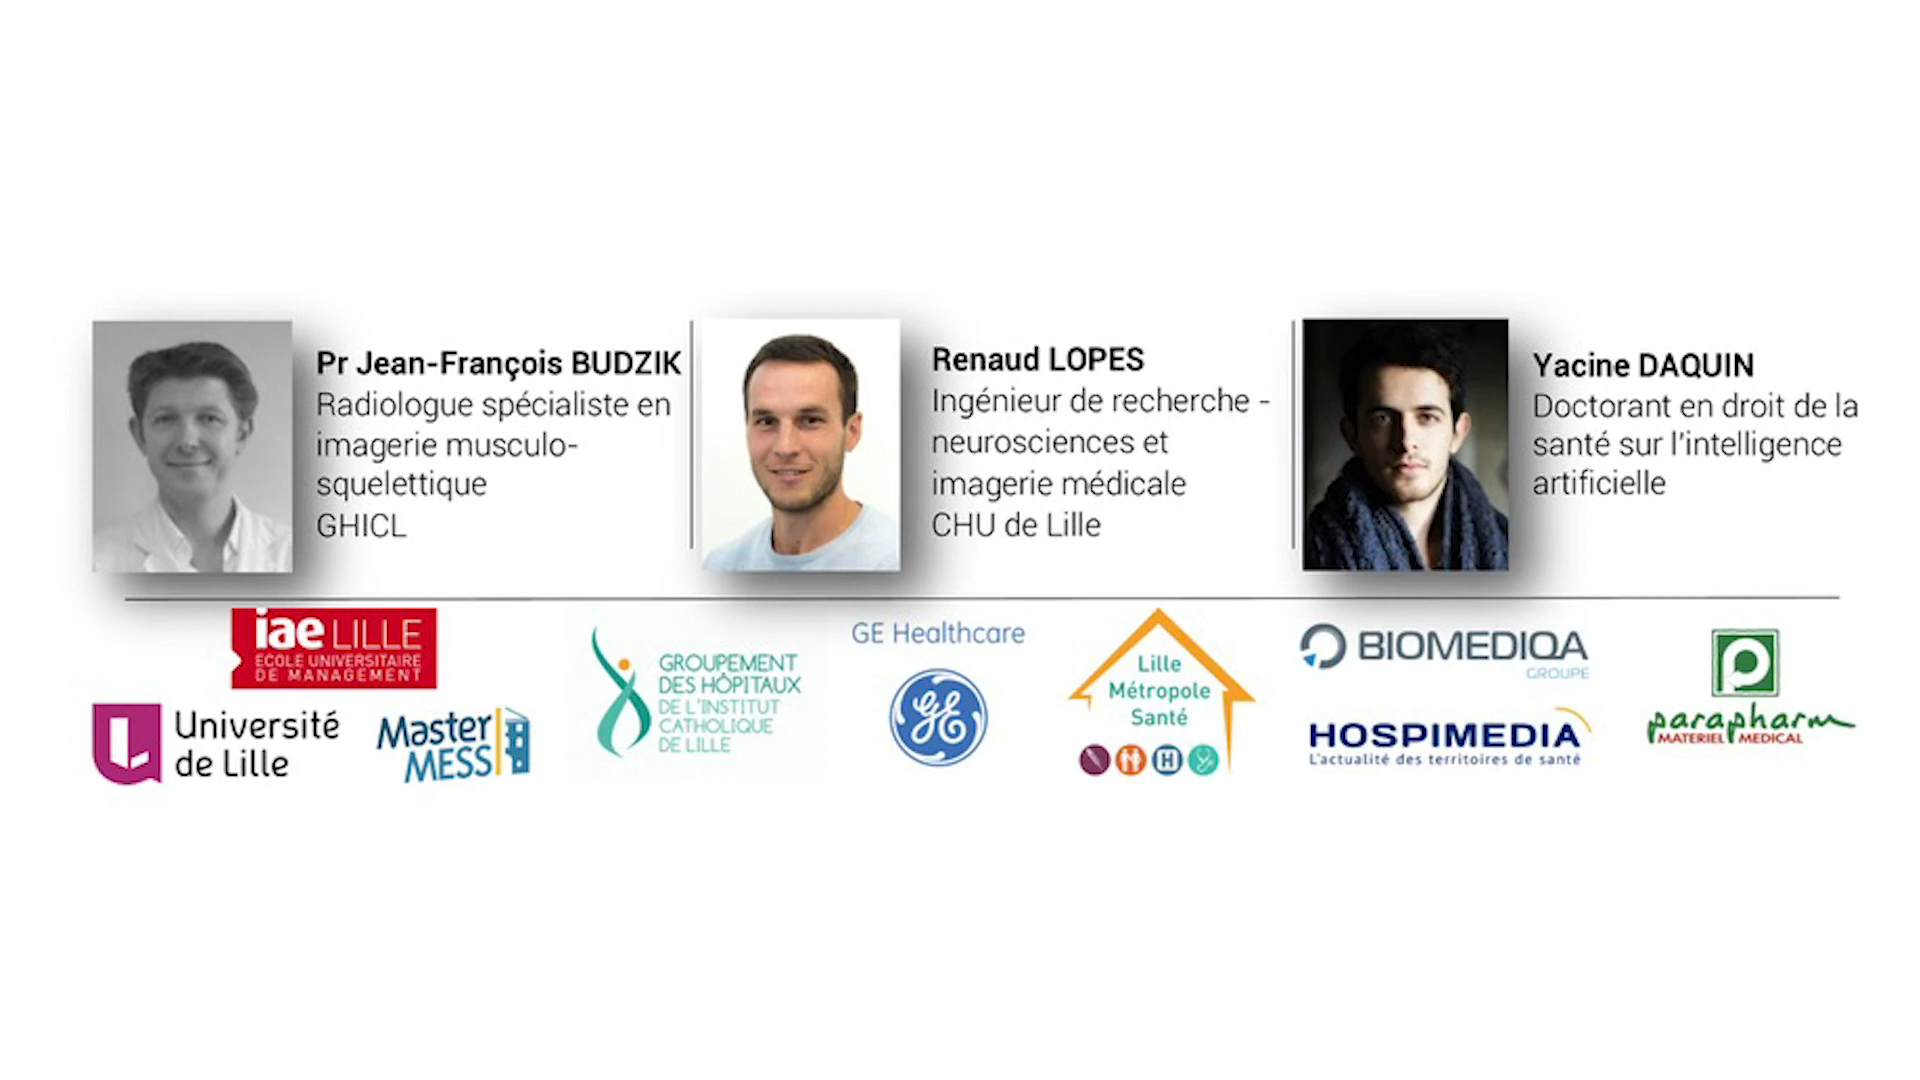 Pr Jean-François BUDZIK
Radiologue spécialiste en
imagerie musculo-
squelettique
GHICL
Renaud LOPES
Ingénieur de recherche -
neurosciences et
imagerie médicale
CHU de Lille
Yacine DAQUIN
Doctorant en droit de la
santé sur l'intelligence
artificielle
iae LILLE
ECOLE UNIVERSITAIRE
DE MANAGEMENT
Université
de Lille
Master
MESS
GROUPEMENT
DES HÔPITAUX
DE L'INSTITUT
CATHOLIQUE
DE LILLE
GE Healthcare
GE
Lille
Métropole
Santé
H
BIOMEDIQA
GROUPE
HOSPIMEDIA
L'actualité des territoires de santé
P
parapharm
MATERIEL MEDICAL